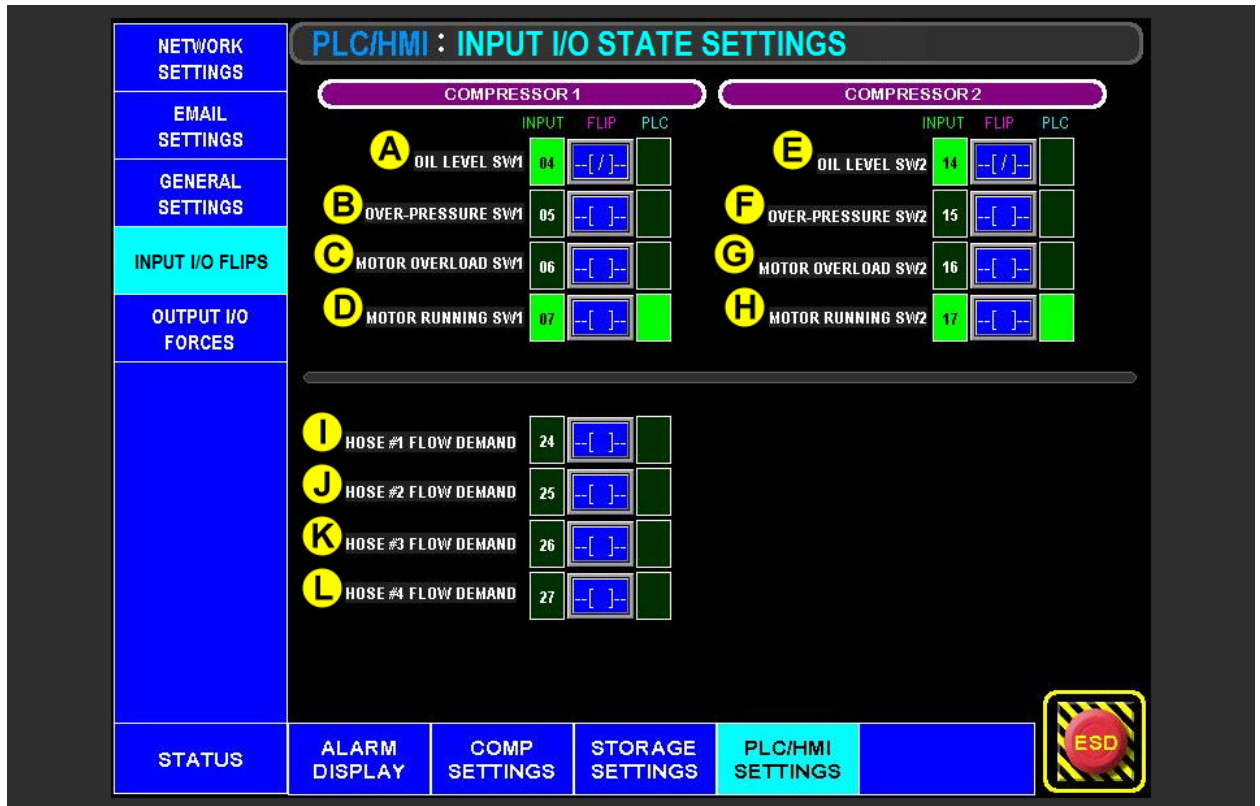 NETWORK
SETTINGS
EMAIL
SETTINGS
GENERAL
SETTINGS
INPUT I/O FLIPS
OUTPUT I/O
FORCES
PLC/HMI : INPUT I/O STATE SETTINGS
COMPRESSOR 1
INPUT FLIP PLC
A OIL LEVEL SW1 04 --[ / ]--
B OVER-PRESSURE SW1 05 --[ ]--
C MOTOR OVERLOAD SW1 06 --[ ]--
D MOTOR RUNNING SW1 07 --[ ]--
COMPRESSOR 2
INPUT FLIP PLC
E OIL LEVEL SW2 14 --[ / ]--
F OVER-PRESSURE SW2 15 --[ ]--
G MOTOR OVERLOAD SW2 16 --[ ]--
H MOTOR RUNNING SW2 17 --[ ]--
I HOSE #1 FLOW DEMAND 24 --[ ]--
J HOSE #2 FLOW DEMAND 25 --[ ]--
K HOSE #3 FLOW DEMAND 26 --[ ]--
L HOSE #4 FLOW DEMAND 27 --[ ]--
STATUS
ALARM
DISPLAY
COMP
SETTINGS
STORAGE
SETTINGS
PLC/HMI
SETTINGS
ESD